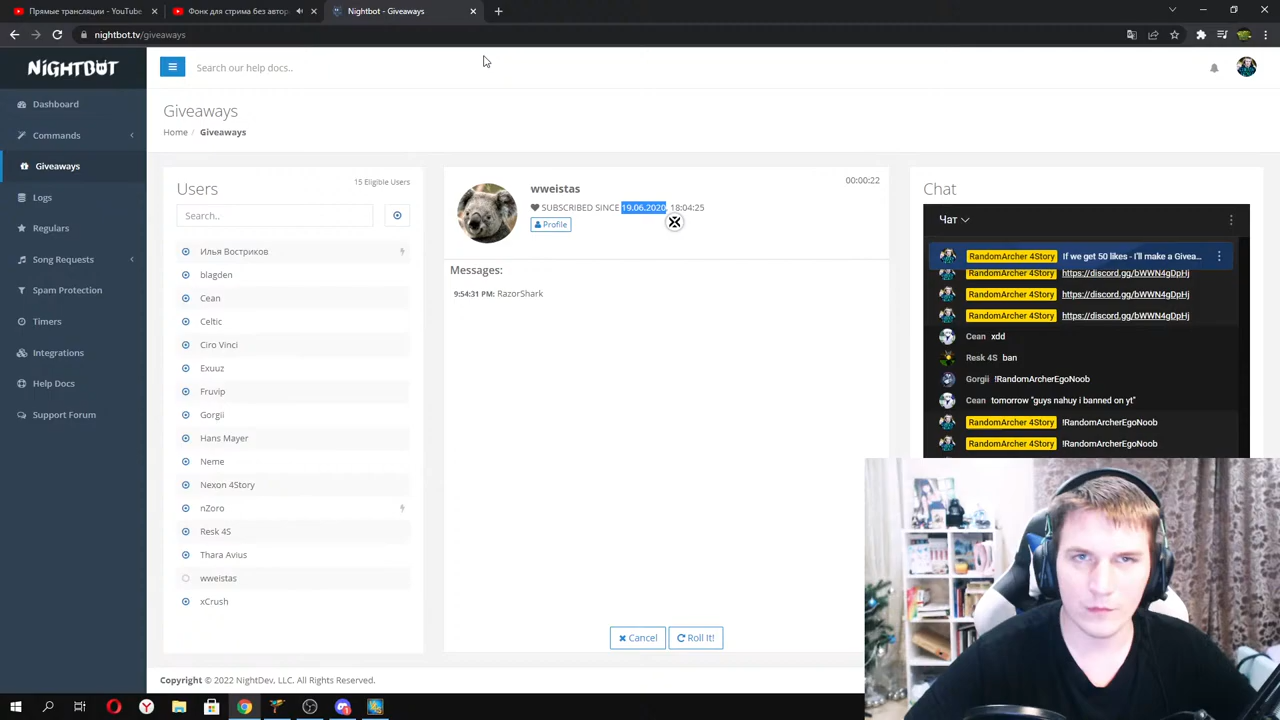 Прямые трансляции - YouTube
Фонк для стрима без автор
Nightbot - Giveaways
nightbot.tv/giveaways
NiGHTBOT
Search our help docs..
Dashboard
Commands
Giveaways
Logs
Regulars
Song Requests
Spam Protection
Timers
Integrations
Help Docs
Support Forum
Giveaways
Home / Giveaways
Users
15 Eligible Users
Search..
Илья Востриков
blagden
Cean
Celtic
Ciro Vinci
Exuuz
Fruvip
Gorgii
Hans Mayer
Neme
Nexon 4Story
nZoro
Resk 4S
Thara Avius
wweistas
xCrush
00:00:22
wweistas
SUBSCRIBED SINCE 19.06.2020 18:04:25
Profile
Messages:
9:54:31 PM: RazorShark
Cancel
Roll It!
Chat
Чат
RandomArcher 4Story If we get 50 likes - I'll make a Givea...
RandomArcher 4Story https://discord.gg/bWWN4gDpHj
RandomArcher 4Story https://discord.gg/bWWN4gDpHj
RandomArcher 4Story https://discord.gg/bWWN4gDpHj
Cean xdd
Resk 4S ban
Gorgii !RandomArcherEgoNoob
Cean tomorrow "guys nahuy i banned on yt"
RandomArcher 4Story !RandomArcherEgoNoob
RandomArcher 4Story !RandomArcherEgoNoob
Copyright © 2022 NightDev, LLC. All Rights Reserved.